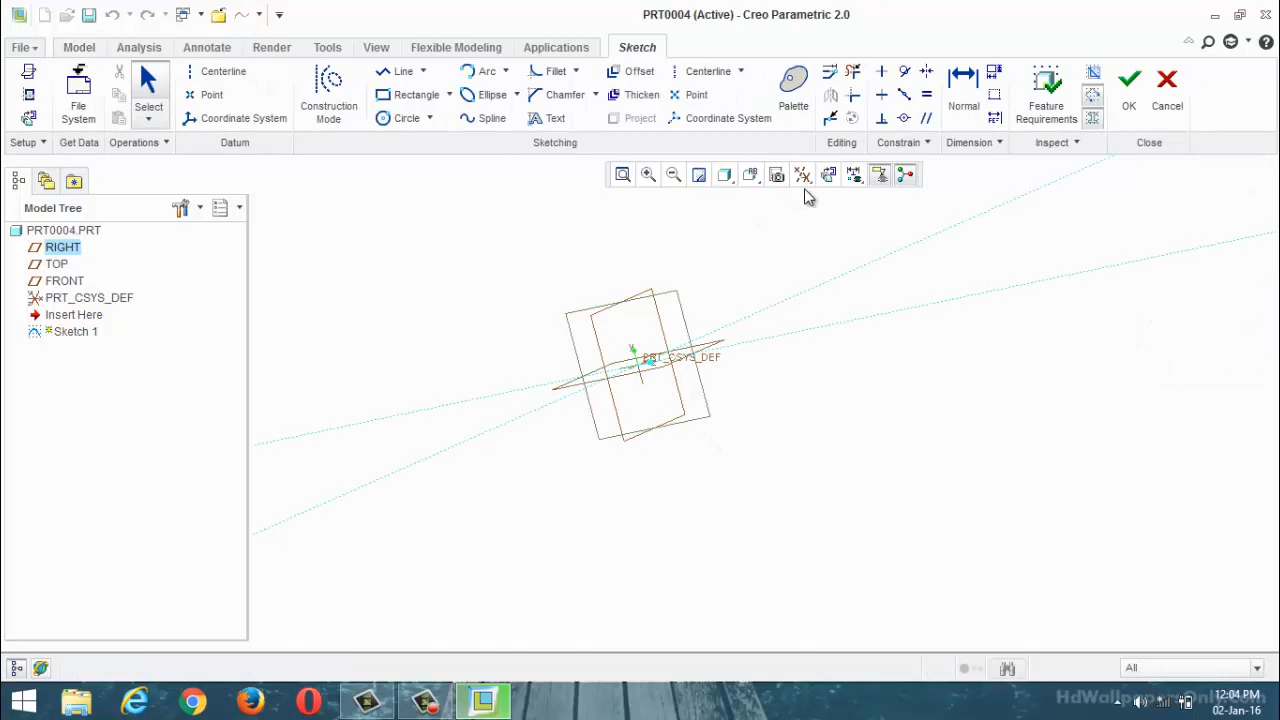 PRT0004 (Active) - Creo Parametric 2.0
File Model Analysis Annotate Render Tools View Flexible Modeling Applications Sketch
Centerline Line Arc Fillet Offset Centerline
Point Rectangle Ellipse Chamfer Thicken Point
File System Select Coordinate System Construction Mode Circle Spline Text Project Coordinate System Palette Normal Feature Requirements OK Cancel
Setup Get Data Operations Datum Sketching Editing Constrain Dimension Inspect Close
Model Tree
PRT0004.PRT
RIGHT
TOP
FRONT
PRT_CSYS_DEF
Insert Here
Sketch 1
y
PRT_CSYS_DEF
All
HdWallpapersOnly.com
12:04 PM
02-Jan-16